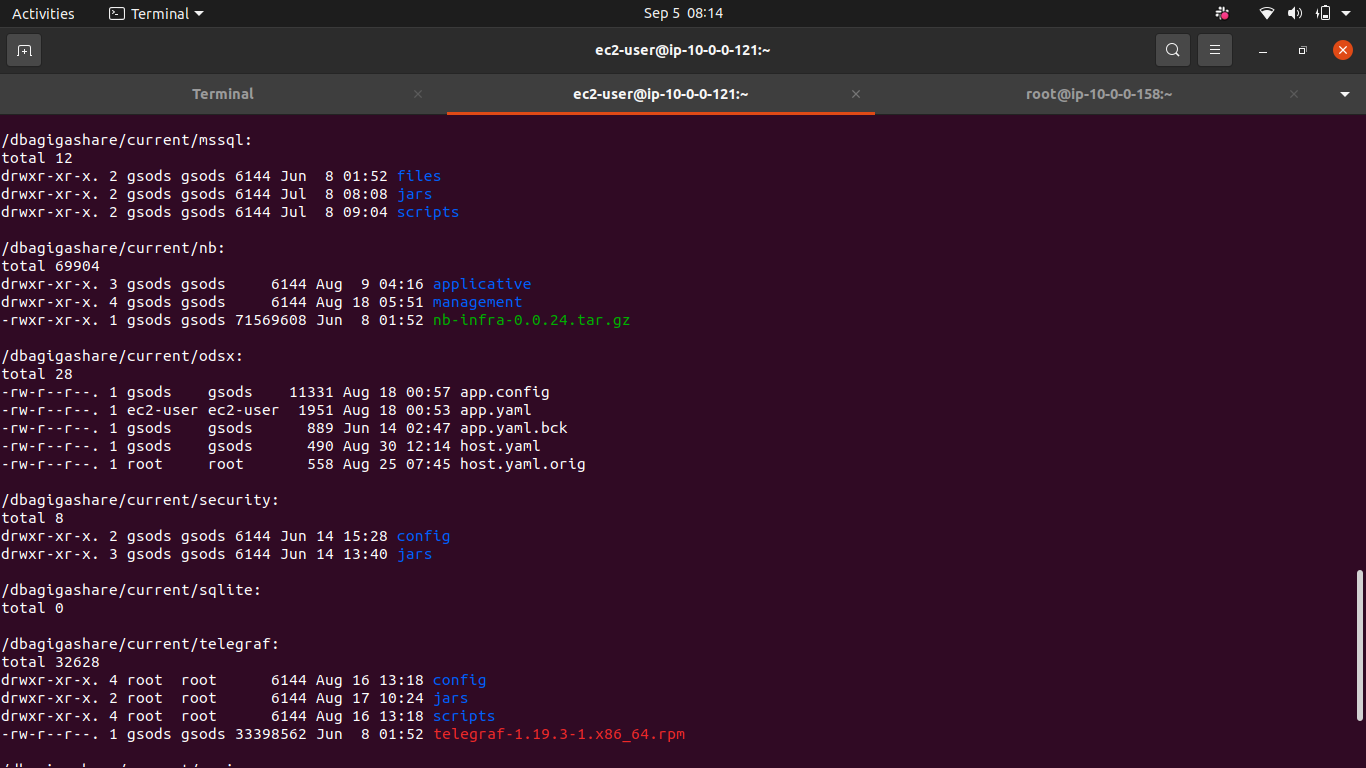 Activities Terminal Sep 5 08:14
ec2-user@ip-10-0-0-121:~
Terminal ec2-user@ip-10-0-0-121:~ root@ip-10-0-0-158:~
/dbagigashare/current/mssql:
total 12
drwxr-xr-x. 2 gsods gsods 6144 Jun  8 01:52 files
drwxr-xr-x. 2 gsods gsods 6144 Jul  8 08:08 jars
drwxr-xr-x. 2 gsods gsods 6144 Jul  8 09:04 scripts
/dbagigashare/current/nb:
total 69904
drwxr-xr-x. 3 gsods gsods     6144 Aug  9 04:16 applicative
drwxr-xr-x. 4 gsods gsods     6144 Aug 18 05:51 management
-rwxr-xr-x. 1 gsods gsods 71569608 Jun  8 01:52 nb-infra-0.0.24.tar.gz
/dbagigashare/current/odsx:
total 28
-rw-r--r--. 1 gsods    gsods    11331 Aug 18 00:57 app.config
-rw-r--r--. 1 ec2-user ec2-user  1951 Aug 18 00:53 app.yaml
-rw-r--r--. 1 gsods    gsods      889 Jun 14 02:47 app.yaml.bck
-rw-r--r--. 1 gsods    gsods      490 Aug 30 12:14 host.yaml
-rw-r--r--. 1 root     root       558 Aug 25 07:45 host.yaml.orig
/dbagigashare/current/security:
total 8
drwxr-xr-x. 2 gsods gsods 6144 Jun 14 15:28 config
drwxr-xr-x. 3 gsods gsods 6144 Jun 14 13:40 jars
/dbagigashare/current/sqlite:
total 0
/dbagigashare/current/telegraf:
total 32628
drwxr-xr-x. 4 root  root      6144 Aug 16 13:18 config
drwxr-xr-x. 2 root  root      6144 Aug 17 10:24 jars
drwxr-xr-x. 4 root  root      6144 Aug 16 13:18 scripts
-rw-r--r--. 1 gsods gsods 33398562 Jun  8 01:52 telegraf-1.19.3-1.x86_64.rpm